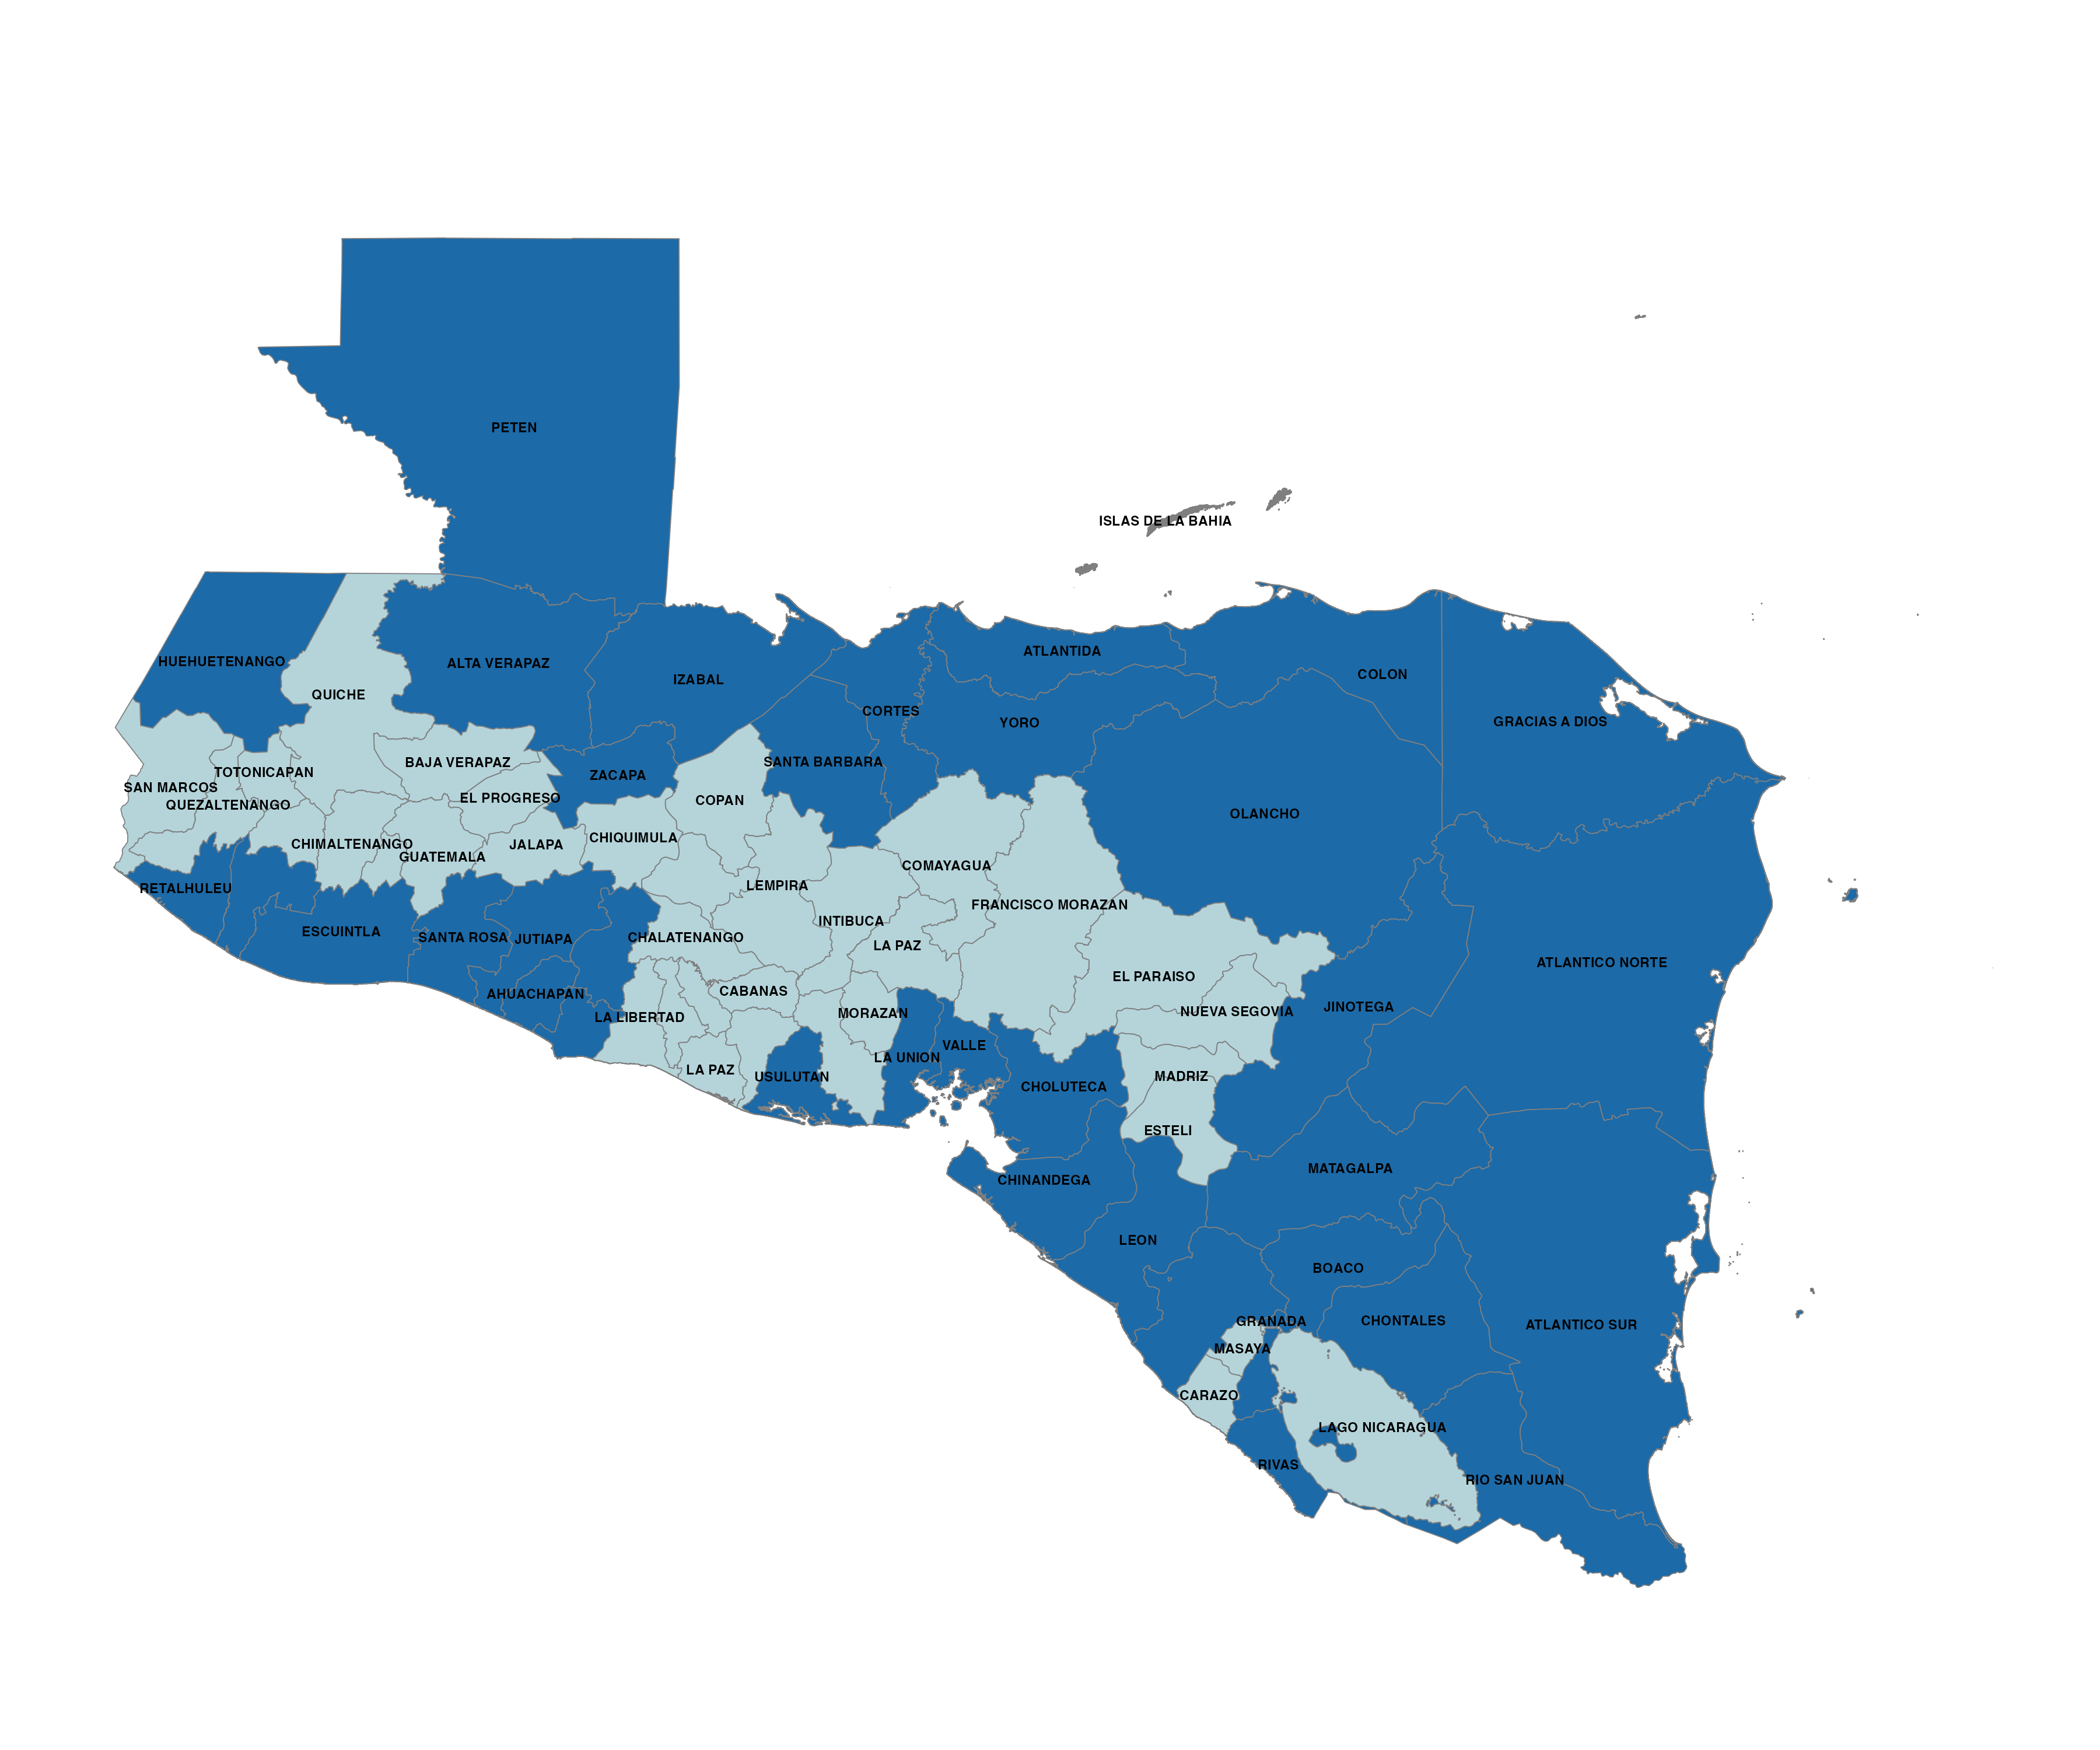 PETEN
ISLAS DE LA BAHIA
ATLANTIDA
HUEHUETENANGO
ALTA VERAPAZ
COLON
IZABAL
QUICHE
CORTES
YORO
GRACIAS A DIOS
BAJA VERAPAZ
SANTA BARBARA
TOTONICAPAN
ZACAPA
SAN MARCOS
EL PROGRESO
COPAN
QUEZALTENANGO
OLANCHO
CHIQUIMULA
CHIMALTENANGO
JALAPA
GUATEMALA
COMAYAGUA
LEMPIRA
RETALHULEU
FRANCISCO MORAZAN
INTIBUCA
ESCUINTLA
SANTA ROSA
JUTIAPA
CHALATENANGO
LA PAZ
ATLANTICO NORTE
EL PARAISO
CABANAS
AHUACHAPAN
JINOTEGA
NUEVA SEGOVIA
MORAZAN
LA LIBERTAD
VALLE
LA UNION
LA PAZ
USULUTAN
MADRIZ
CHOLUTECA
ESTELI
MATAGALPA
CHINANDEGA
LEON
BOACO
GRANADA
CHONTALES
ATLANTICO SUR
MASAYA
CARAZO
LAGO NICARAGUA
RIVAS
RIO SAN JUAN